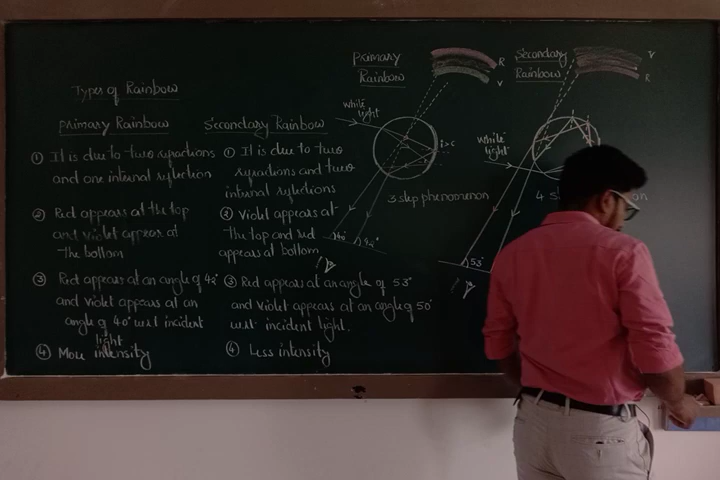 Types of Rainbow
Primary Rainbow
① It is due to two refractions
and one internal reflection
② Red appears at the top
and violet appear at
the bottom
③ Red appears at an angle of 42°
and violet appears at an
angle of 40° w.r.t incident
light
④ More intensity
Secondary Rainbow
① It is due to two
refractions and two
internal reflections
② Violet appears at
the top and red
appears at bottom
③ Red appears at an angle of 53°
and violet appears at an angle of 50°
w.r.t incident light.
④ Less intensity
Primary
Rainbow
R
V
white
light
i>c
3 step phenomenon
40°
42°
Secondary
Rainbow
V
R
white
light
4
53°